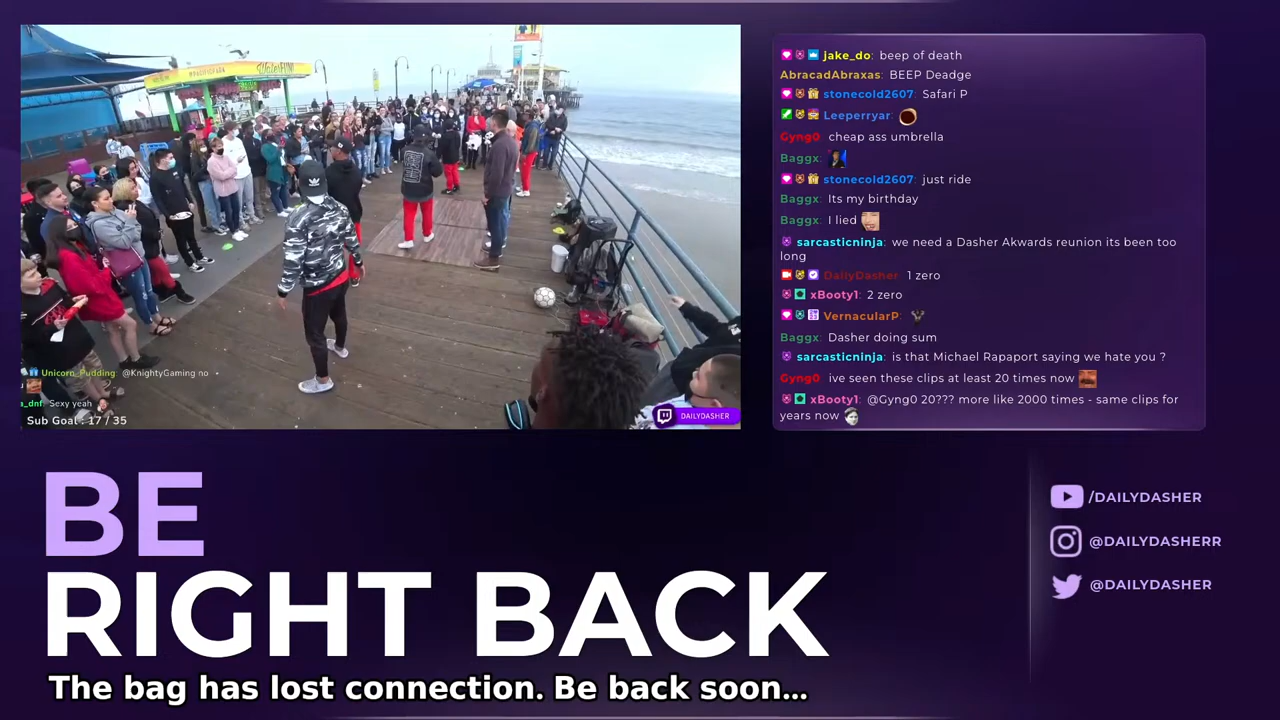 PACIFIC PARK
jake_do: beep of death
AbracadAbraxas: BEEP Deadge
stonecold2607: Safari P
Leeperryar:
Gyng0 cheap ass umbrella
Baggx:
stonecold2607: just ride
Baggx: Its my birthday
Baggx: I lied
sarcasticninja: we need a Dasher Akwards reunion its been too
long
DailyDasher 1 zero
xBooty1: 2 zero
VernacularP:
Baggx: Dasher doing sum
sarcasticninja: is that Michael Rapaport saying we hate you ?
Gyng0 ive seen these clips at least 20 times now
xBooty1: @Gyng0 20??? more like 2000 times - same clips for
years now
Unicorn_Pudding: @KnightyGaming no
a_dnf: Sexy yeah
Sub Goal : 17 / 35
DAILYDASHER
BE
RIGHT BACK
The bag has lost connection. Be back soon...
/DAILYDASHER
@DAILYDASHERR
@DAILYDASHER